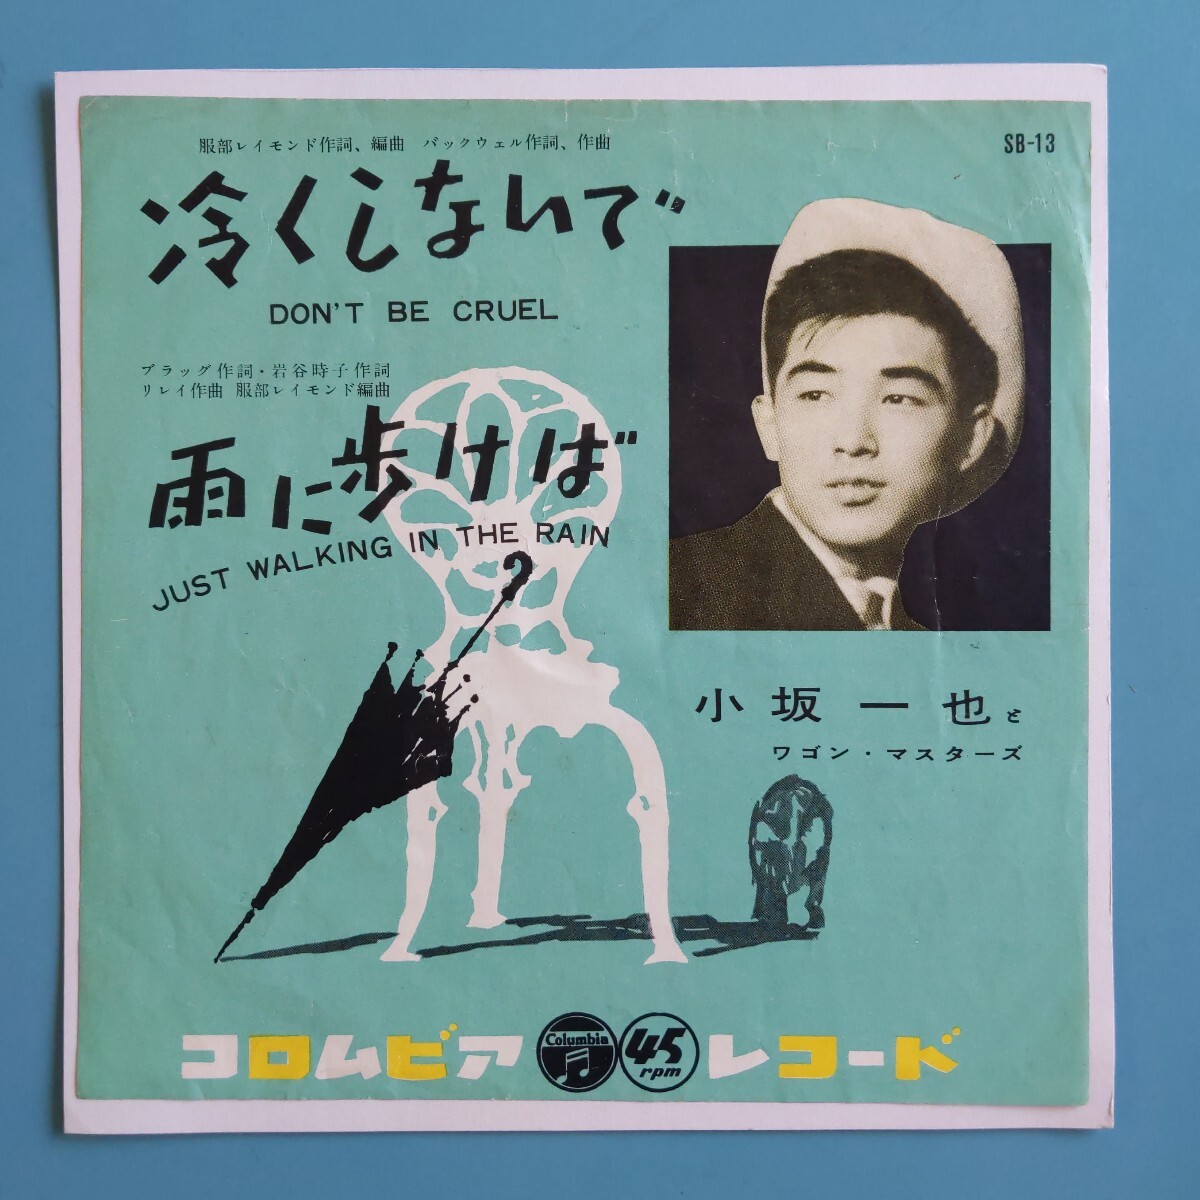 服部レイモンド作詞、編曲　バックウェル作詞、作曲
SB-13
冷くしないで
DON'T BE CRUEL
ブラッグ作詞・岩谷時子作詞
リレイ作曲　服部レイモンド編曲
雨に歩けば
JUST WALKING IN THE RAIN
小坂一也と
ワゴン・マスターズ
コロムビア Columbia 45 rpm レコード